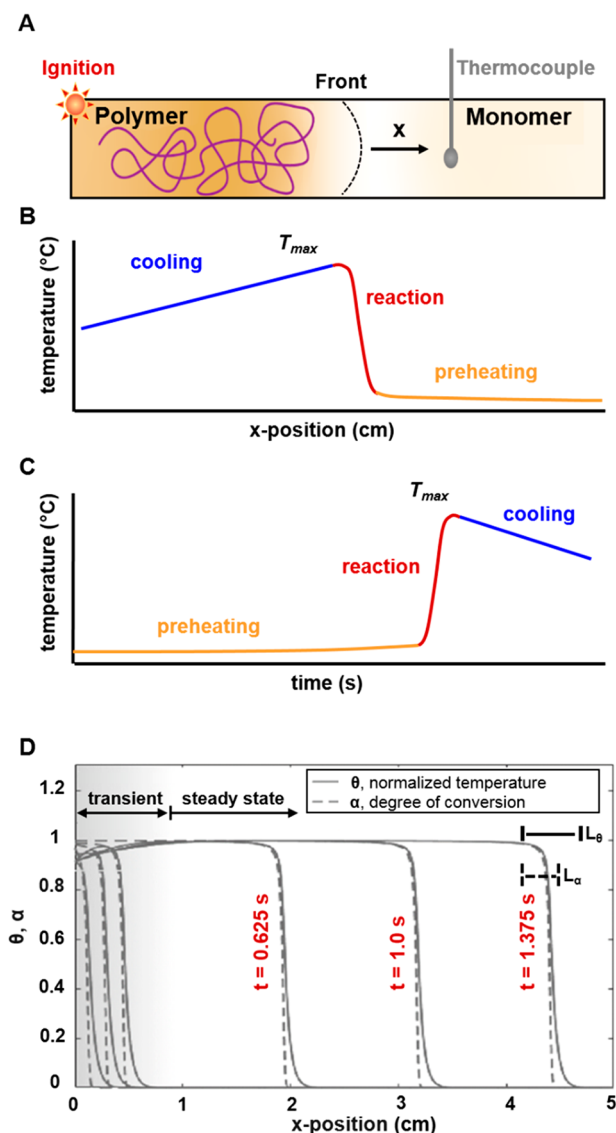 A
Ignition
Front
Thermocouple
Polymer
x
Monomer
B
temperature (°C)
cooling
Tmax
reaction
preheating
x-position (cm)
C
temperature (°C)
Tmax
cooling
reaction
preheating
time (s)
D
θ, α
1.2
1
0.8
0.6
0.4
0.2
0
transient
steady state
θ, normalized temperature
α, degree of conversion
Lθ
Lα
t = 0.625 s
t = 1.0 s
t = 1.375 s
0
1
2
3
4
5
x-position (cm)